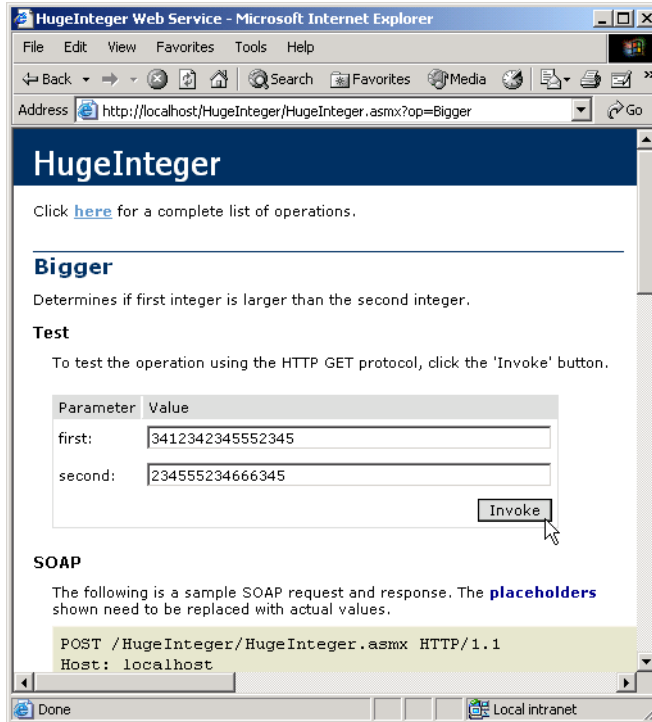 HugeInteger Web Service - Microsoft Internet Explorer
File Edit View Favorites Tools Help
Back Search Favorites Media »
Address http://localhost/HugeInteger/HugeInteger.asmx?op=Bigger Go
HugeInteger
Click here for a complete list of operations.
Bigger
Determines if first integer is larger than the second integer.
Test
To test the operation using the HTTP GET protocol, click the 'Invoke' button.
Parameter Value
first: 3412342345552345
second: 234555234666345
Invoke
SOAP
The following is a sample SOAP request and response. The placeholders
shown need to be replaced with actual values.
POST /HugeInteger/HugeInteger.asmx HTTP/1.1
Host: localhost
Done Local intranet